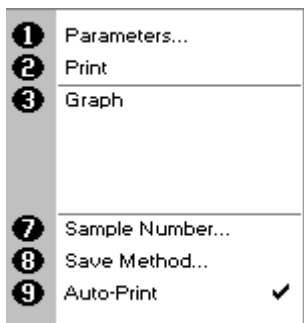 1 Parameters...
2 Print
3 Graph
7 Sample Number...
8 Save Method...
9 Auto-Print ✓